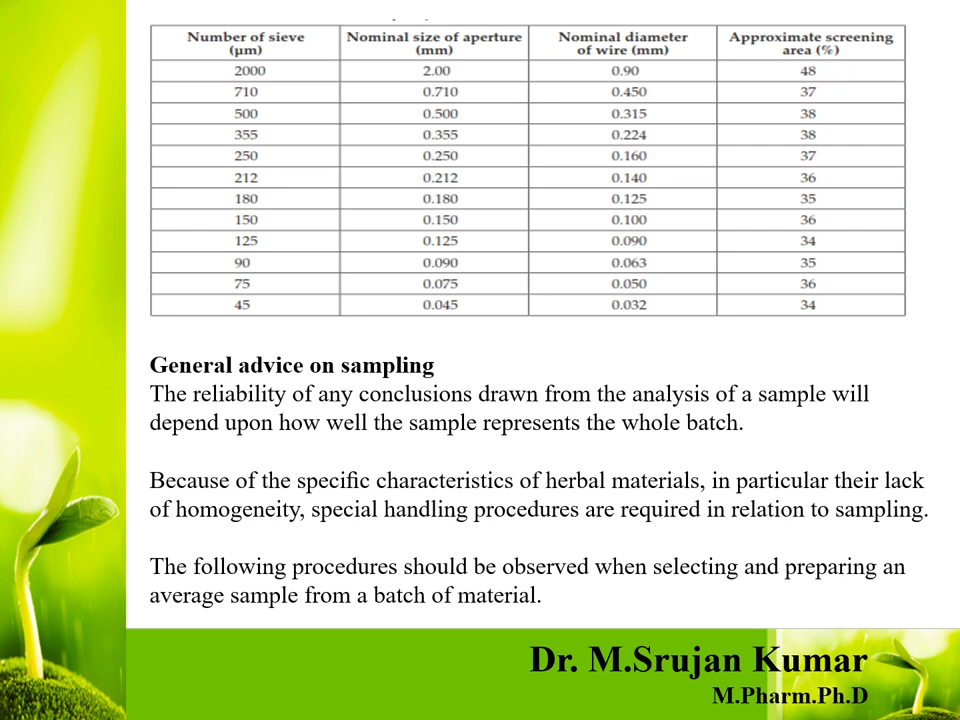 Number of sieve (µm) Nominal size of aperture (mm) Nominal diameter of wire (mm) Approximate screening area (%)
2000 2.00 0.90 48
710 0.710 0.450 37
500 0.500 0.315 38
355 0.355 0.224 38
250 0.250 0.160 37
212 0.212 0.140 36
180 0.180 0.125 35
150 0.150 0.100 36
125 0.125 0.090 34
90 0.090 0.063 35
75 0.075 0.050 36
45 0.045 0.032 34
General advice on sampling
The reliability of any conclusions drawn from the analysis of a sample will
depend upon how well the sample represents the whole batch.
Because of the specific characteristics of herbal materials, in particular their lack
of homogeneity, special handling procedures are required in relation to sampling.
The following procedures should be observed when selecting and preparing an
average sample from a batch of material.
Dr. M.Srujan Kumar
M.Pharm.Ph.D